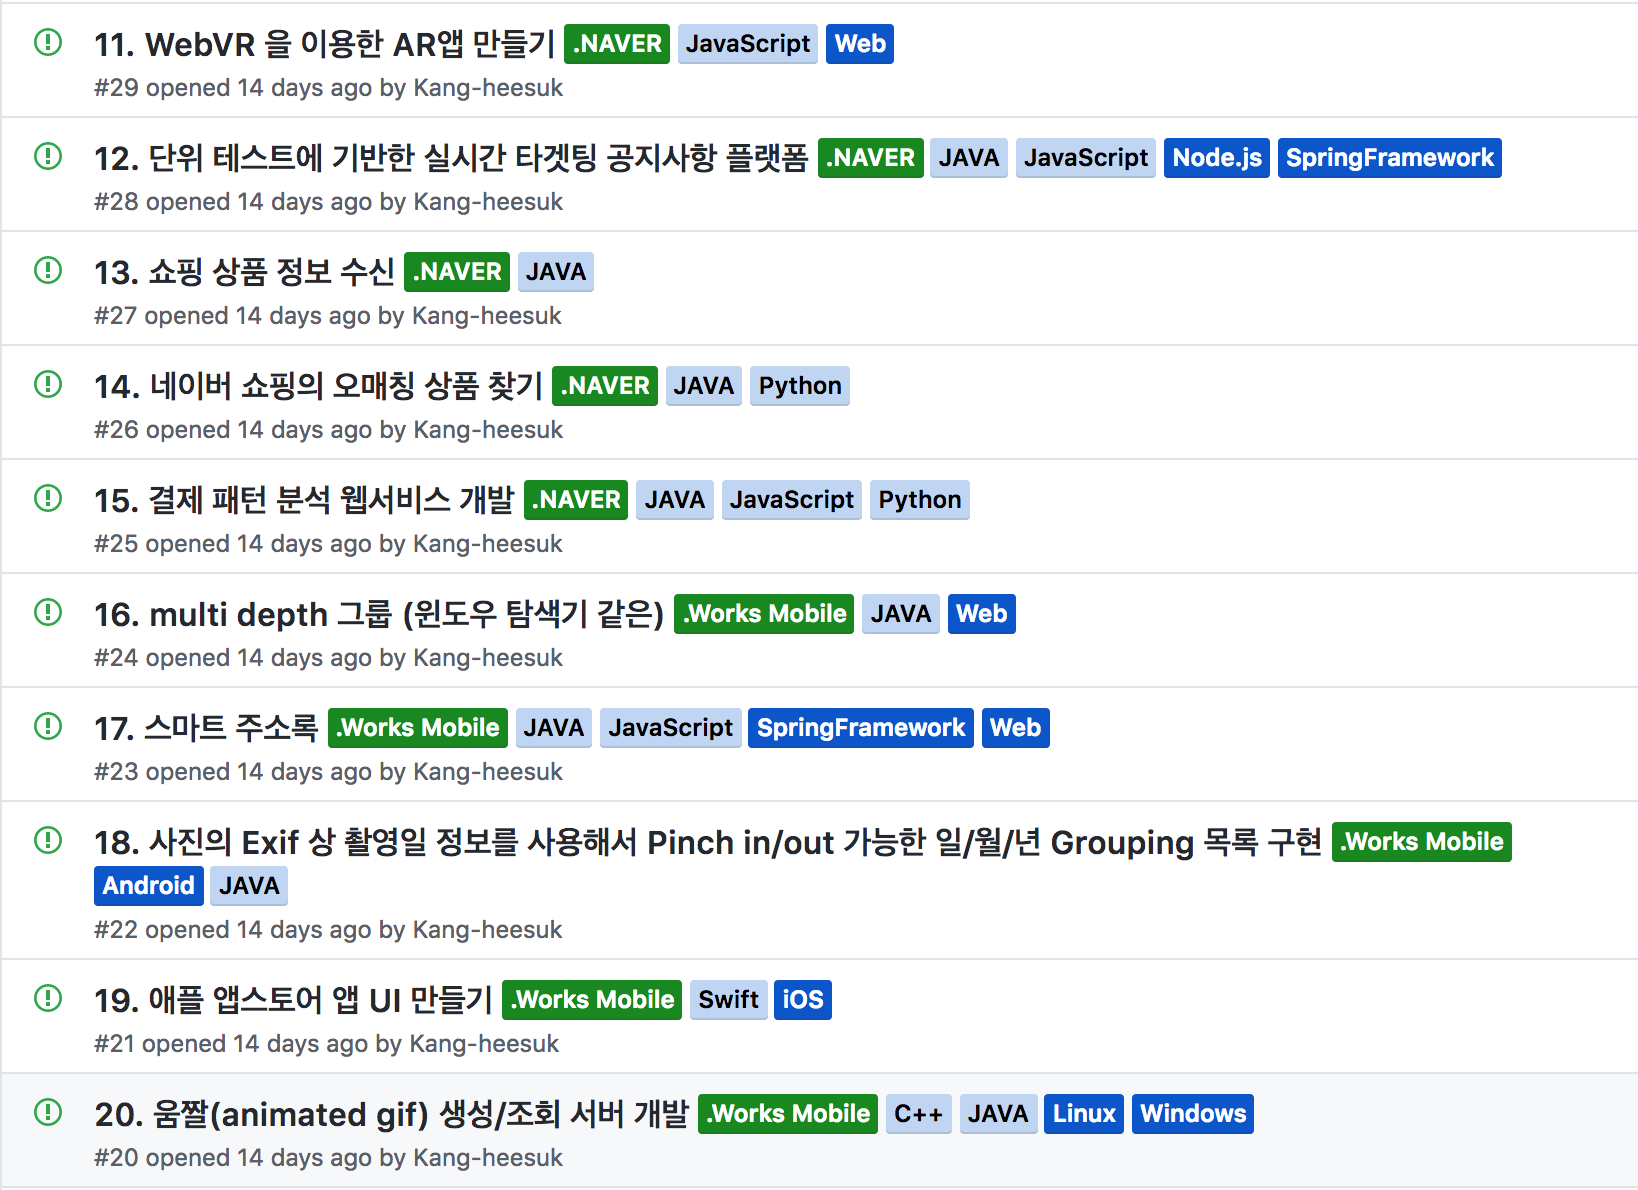 11. WebVR 을 이용한 AR앱 만들기 .NAVER JavaScript Web
#29 opened 14 days ago by Kang-heesuk
12. 단위 테스트에 기반한 실시간 타겟팅 공지사항 플랫폼 .NAVER JAVA JavaScript Node.js SpringFramework
#28 opened 14 days ago by Kang-heesuk
13. 쇼핑 상품 정보 수신 .NAVER JAVA
#27 opened 14 days ago by Kang-heesuk
14. 네이버 쇼핑의 오매칭 상품 찾기 .NAVER JAVA Python
#26 opened 14 days ago by Kang-heesuk
15. 결제 패턴 분석 웹서비스 개발 .NAVER JAVA JavaScript Python
#25 opened 14 days ago by Kang-heesuk
16. multi depth 그룹 (윈도우 탐색기 같은) .Works Mobile JAVA Web
#24 opened 14 days ago by Kang-heesuk
17. 스마트 주소록 .Works Mobile JAVA JavaScript SpringFramework Web
#23 opened 14 days ago by Kang-heesuk
18. 사진의 Exif 상 촬영일 정보를 사용해서 Pinch in/out 가능한 일/월/년 Grouping 목록 구현 .Works Mobile
Android JAVA
#22 opened 14 days ago by Kang-heesuk
19. 애플 앱스토어 앱 UI 만들기 .Works Mobile Swift iOS
#21 opened 14 days ago by Kang-heesuk
20. 움짤(animated gif) 생성/조회 서버 개발 .Works Mobile C++ JAVA Linux Windows
#20 opened 14 days ago by Kang-heesuk